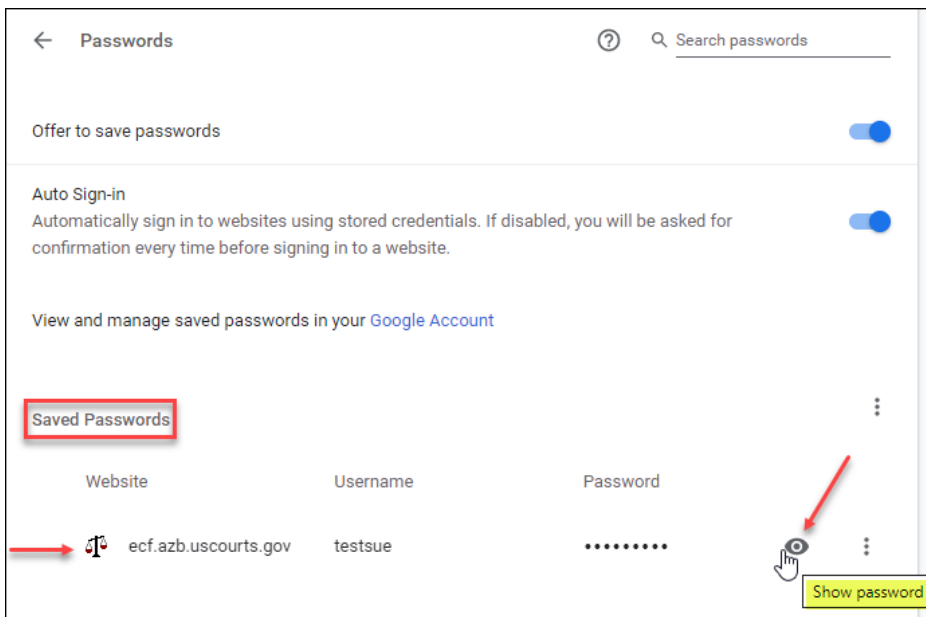 Passwords
Search passwords
Offer to save passwords
Auto Sign-in
Automatically sign in to websites using stored credentials. If disabled, you will be asked for
confirmation every time before signing in to a website.
View and manage saved passwords in your Google Account
Saved Passwords
Website Username Password
ecf.azb.uscourts.gov testsue •••••••••
Show password